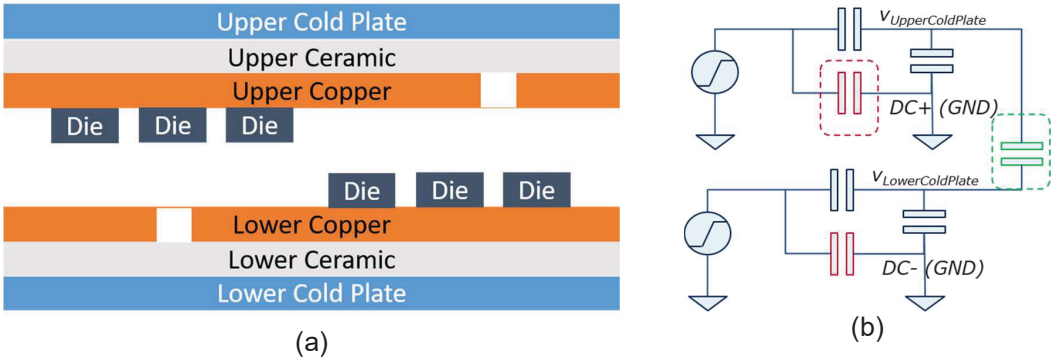 Upper Cold Plate
Upper Ceramic
Upper Copper
Die Die Die
Die Die Die
Lower Copper
Lower Ceramic
Lower Cold Plate
(a)
vUpperColdPlate
DC+ (GND)
vLowerColdPlate
DC- (GND)
(b)